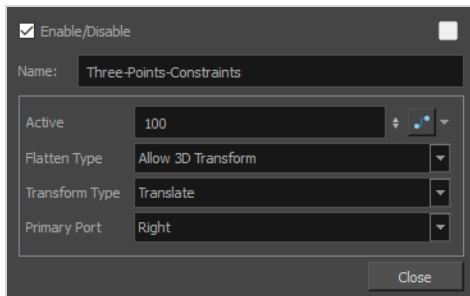 Enable/Disable
Name: Three-Points-Constraints
Active 100
Flatten Type Allow 3D Transform
Transform Type Translate
Primary Port Right
Close